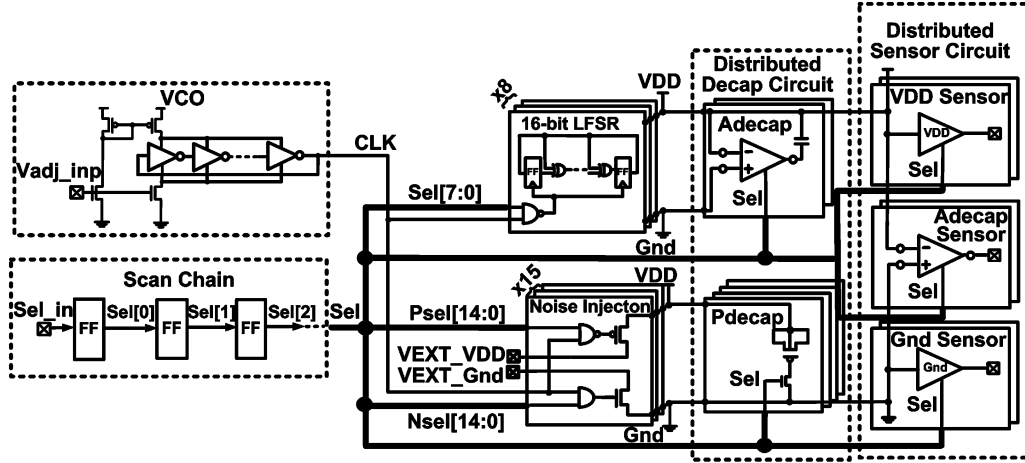 VCO
Vadj_inp
CLK
Scan Chain
Sel_in
FF
Sel[0]
FF
Sel[1]
FF
Sel[2]
Sel
x8
16-bit LFSR
FF
FF
Sel[7:0]
VDD
Gnd
x15
Noise Injecton
Psel[14:0]
VEXT_VDD
VEXT_Gnd
Nsel[14:0]
VDD
Gnd
Distributed
Decap Circuit
Adecap
Sel
Pdecap
Sel
Distributed
Sensor Circuit
VDD Sensor
VDD
Sel
Adecap
Sensor
Sel
Gnd Sensor
Gnd
Sel